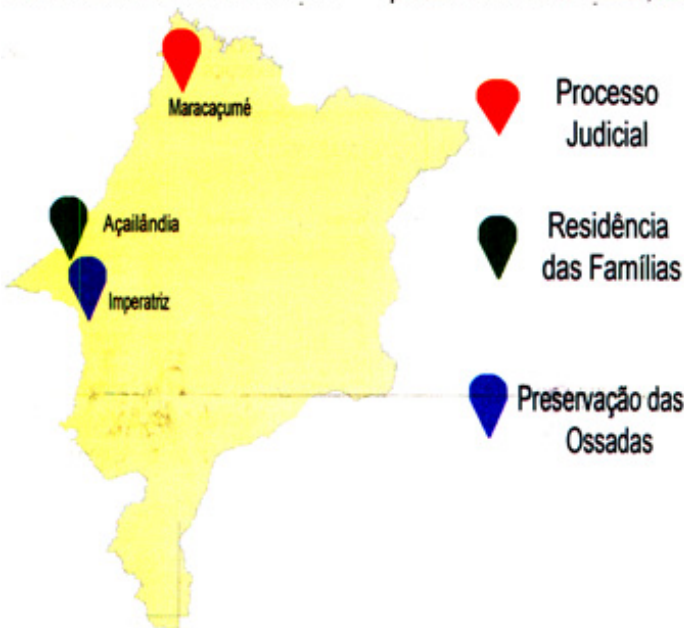 Maracaçumé
Açailândia
Imperatriz
Processo
Judicial
Residência
das Famílias
Preservação das
Ossadas